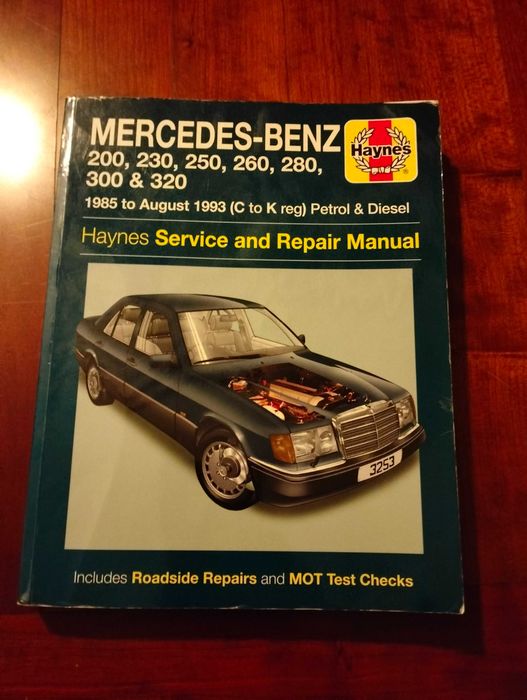 MERCEDES-BENZ
Haynes
200, 230, 250, 260, 280,
300 & 320
1985 to August 1993 (C to K reg) Petrol & Diesel
Haynes Service and Repair Manual
3253
Includes Roadside Repairs and MOT Test Checks